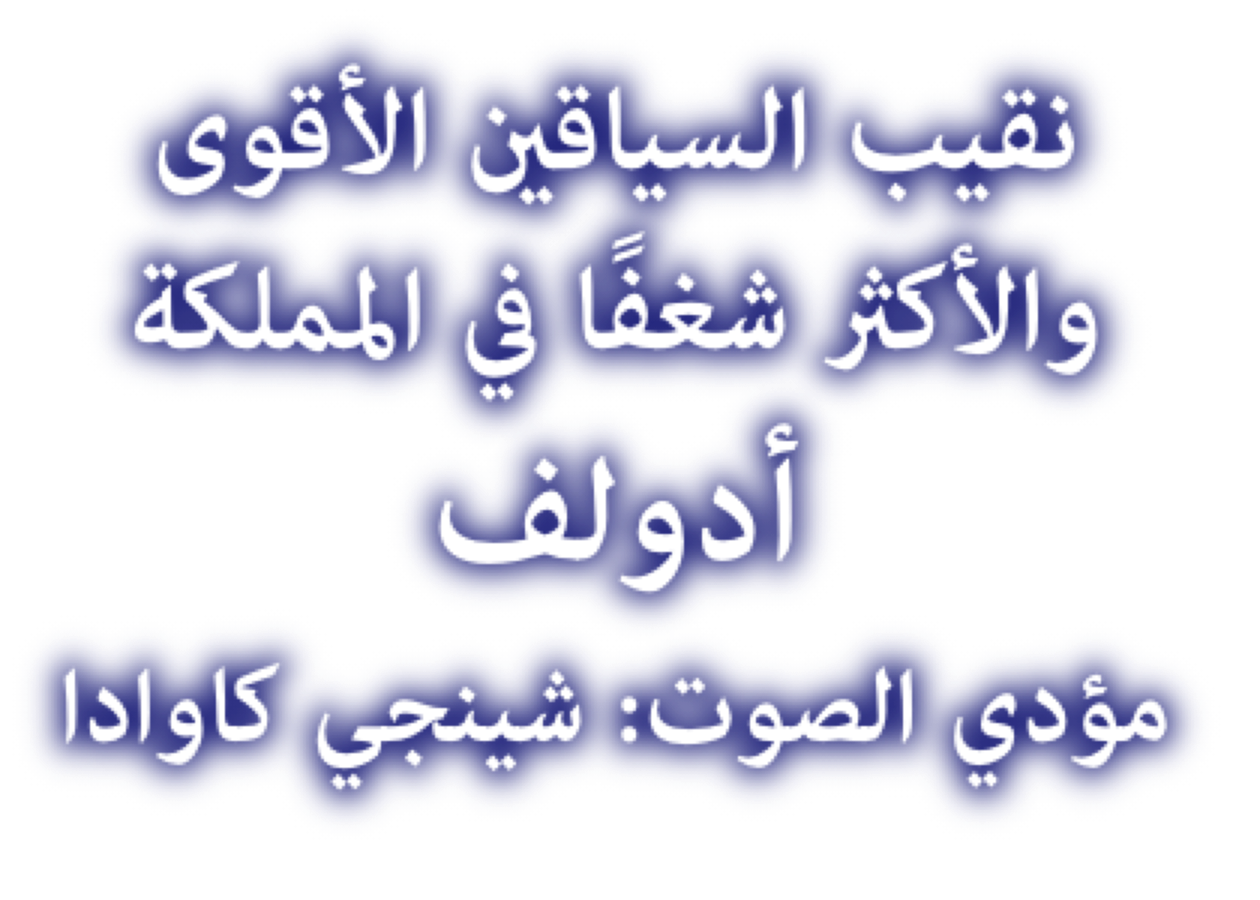 نقيب السياقين الأقوى
والأكثر شغفًا في المملكة
أدولف
مؤدي الصوت: شينجي كاوادا